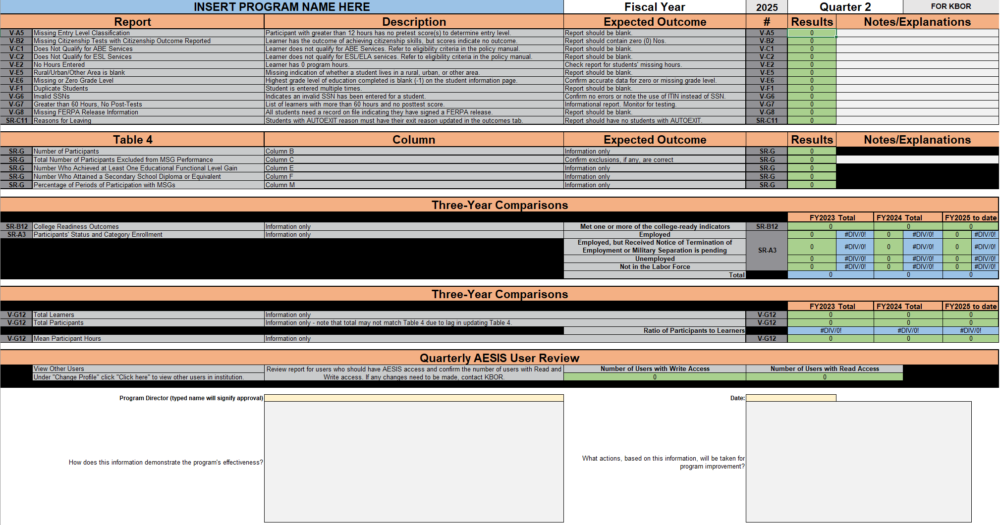 INSERT PROGRAM NAME HERE Fiscal Year 2025 Quarter 2 FOR KBOR
Report Description Expected Outcome # Results Notes/Explanations
V-A5 Missing Entry Level Classification Participant with greater than 12 hours has no pretest score(s) to determine entry level. Report should be blank. V-A5 0
V-B2 Missing Citizenship Tests with Citizenship Outcome Reported Learner has the outcome of achieving citizenship skills, but scores indicate no outcome. Report should contain zero (0) Nos. V-B2 0
V-C1 Does Not Qualify for ABE Services Learner does not qualify for ABE Services. Refer to eligibility criteria in the policy manual. Report should be blank. V-C1 0
V-C2 Does Not Qualify for ESL Services Learner does not qualify for ESL/ELA services. Refer to eligibility criteria in the policy manual. Report should be blank. V-C2 0
V-E2 No Hours Entered Learner has 0 program hours. Check report for students' missing hours. V-E2 0
V-E5 Rural/Urban/Other Area is blank Missing indication of whether a student lives in a rural, urban, or other area. Report should be blank. V-E5 0
V-E6 Missing or Zero Grade Level Highest grade level of education completed is blank (-1) on the student information page. Confirm accurate data for zero or missing grade level. V-E6 0
V-F1 Duplicate Students Student is entered multiple times. Report should be blank. V-F1 0
V-G6 Invalid SSNs Indicates an invalid SSN has been entered for a student. Confirm no errors or note the use of ITIN instead of SSN. V-G6 0
V-G7 Greater than 60 Hours, No Post-Tests List of learners with more than 60 hours and no posttest score. Informational report. Monitor for testing. V-G7 0
V-G8 Missing FERPA Release Information All students need a record on file indicating they have signed a FERPA release. Report should be blank. V-G8 0
SR-C11 Reasons for Leaving Students with AUTOEXIT reason must have their exit reason updated in the outcomes tab. Report should have no students with AUTOEXIT. SR-C11 0
Table 4 Column Expected Outcome Results Notes/Explanations
SR-G Number of Participants Column B Information only SR-G 0
SR-G Total Number of Participants Excluded from MSG Performance Column C Confirm exclusions, if any, are correct SR-G 0
SR-G Number Who Achieved at Least One Educational Functional Level Gain Column E Information only SR-G 0
SR-G Number Who Attained a Secondary School Diploma or Equivalent Column F Information only SR-G 0
SR-G Percentage of Periods of Participation with MSGs Column M Information only SR-G 0
Three-Year Comparisons
FY2023 Total FY2024 Total FY2025 to date
SR-B12 College Readiness Outcomes Information only Met one or more of the college-ready indicators SR-B12 0 0 0
SR-A3 Participants' Status and Category Enrollment Information only Employed 0 #DIV/0! 0 #DIV/0! 0 #DIV/0!
Employed, but Received Notice of Termination of
Employment or Military Separation is pending SR-A3 0 #DIV/0! 0 #DIV/0! 0 #DIV/0!
Unemployed 0 #DIV/0! 0 #DIV/0! 0 #DIV/0!
Not in the Labor Force 0 #DIV/0! 0 #DIV/0! 0 #DIV/0!
Total 0 0 0
Three-Year Comparisons
FY2023 Total FY2024 Total FY2025 to date
V-G12 Total Learners Information only V-G12 0 0 0
V-G12 Total Participants Information only - note that total may not match Table 4 due to lag in updating Table 4. V-G12 0 0 0
Ratio of Participants to Learners #DIV/0! #DIV/0! #DIV/0!
V-G12 Mean Participant Hours Information only V-G12 0 0 0
Quarterly AESIS User Review
View Other Users Review report for users who should have AESIS access and confirm the number of users with Read and Number of Users with Write Access Number of Users with Read Access
Under "Change Profile" click "Click here" to view other users in institution. Write access. If any changes need to be made, contact KBOR. 0 0
Program Director (typed name will signify approval) Date:
How does this information demonstrate the program's effectiveness?
What actions, based on this information, will be taken for
program improvement?